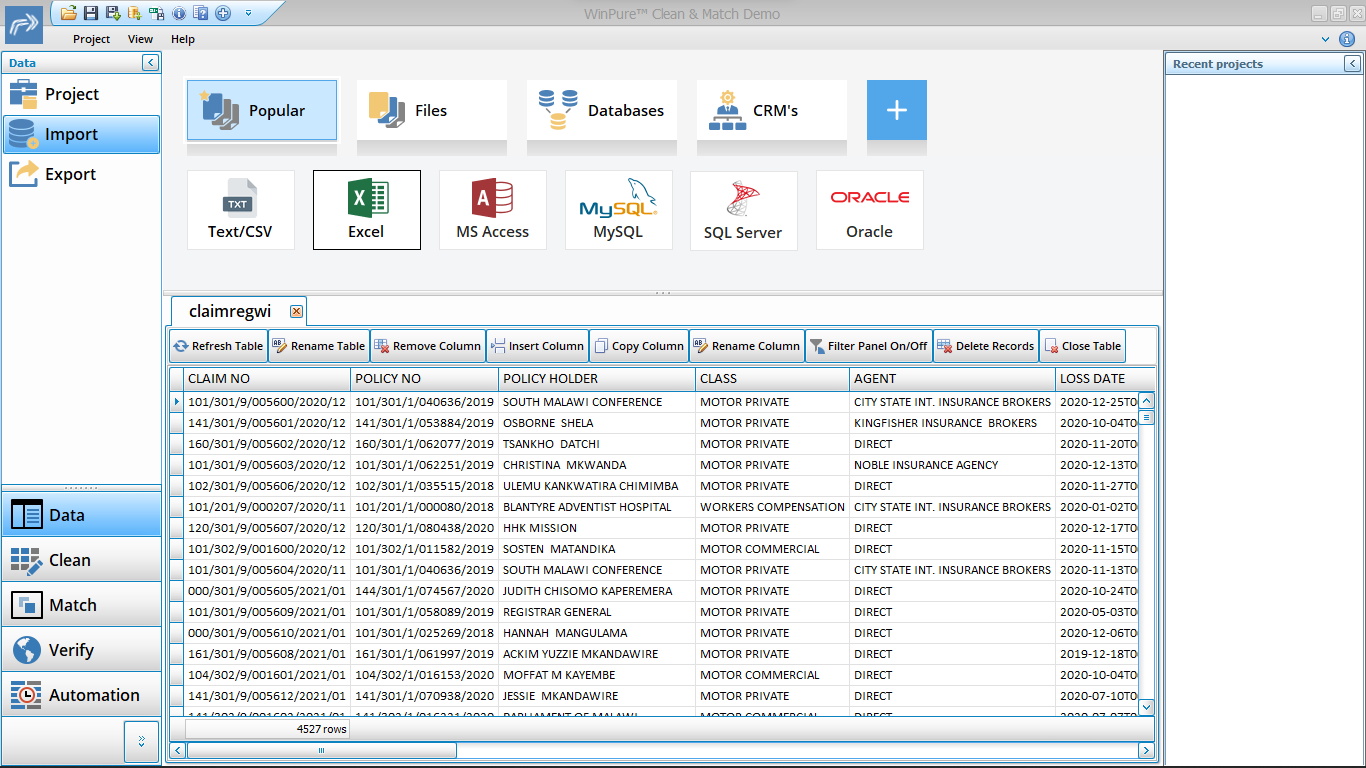 WinPure™ Clean & Match Demo
Project View Help
Data
Project
Import
Export
Popular Files Databases CRM's
TXT
Text/CSV
Excel
MS Access
MySQL
MySQL
SQL Server
ORACLE
Oracle
Recent projects
claimregwi
Refresh Table Rename Table Remove Column Insert Column Copy Column Rename Column Filter Panel On/Off Delete Records Close Table
CLAIM NO POLICY NO POLICY HOLDER CLASS AGENT LOSS DATE
101/301/9/005600/2020/12 101/301/1/040636/2019 SOUTH MALAWI CONFERENCE MOTOR PRIVATE CITY STATE INT. INSURANCE BROKERS 2020-12-25T0
141/301/9/005601/2020/12 141/301/1/053884/2019 OSBORNE SHELA MOTOR PRIVATE KINGFISHER INSURANCE BROKERS 2020-10-04T0
160/301/9/005602/2020/12 160/301/1/062077/2019 TSANKHO DATCHI MOTOR PRIVATE DIRECT 2020-11-20T0
101/301/9/005603/2020/12 101/301/1/062251/2019 CHRISTINA MKWANDA MOTOR PRIVATE NOBLE INSURANCE AGENCY 2020-12-13T0
102/301/9/005606/2020/12 102/301/1/035515/2018 ULEMU KANKWATIRA CHIMIMBA MOTOR PRIVATE DIRECT 2020-11-27T0
101/201/9/000207/2020/11 101/201/1/000080/2018 BLANTYRE ADVENTIST HOSPITAL WORKERS COMPENSATION CITY STATE INT. INSURANCE BROKERS 2020-01-02T0
120/301/9/005607/2020/12 120/301/1/080438/2020 HHK MISSION MOTOR PRIVATE DIRECT 2020-12-17T0
101/302/9/001600/2020/12 101/302/1/011582/2019 SOSTEN MATANDIKA MOTOR COMMERCIAL DIRECT 2020-11-15T0
101/301/9/005604/2020/11 101/301/1/040636/2019 SOUTH MALAWI CONFERENCE MOTOR PRIVATE CITY STATE INT. INSURANCE BROKERS 2020-11-13T0
000/301/9/005605/2021/01 144/301/1/074567/2020 JUDITH CHISOMO KAPEREMERA MOTOR PRIVATE DIRECT 2020-10-24T0
101/301/9/005609/2021/01 101/301/1/058089/2019 REGISTRAR GENERAL MOTOR PRIVATE DIRECT 2020-05-03T0
000/301/9/005610/2021/01 101/301/1/025269/2018 HANNAH MANGULAMA MOTOR PRIVATE DIRECT 2020-12-06T0
161/301/9/005608/2021/01 161/301/1/061997/2019 ACKIM YUZZIE MKANDAWIRE MOTOR PRIVATE DIRECT 2019-12-18T0
104/302/9/001601/2021/01 104/302/1/016153/2020 MOFFAT M KAYEMBE MOTOR COMMERCIAL DIRECT 2020-10-04T0
141/301/9/005612/2021/01 141/301/1/070938/2020 JESSIE MKANDAWIRE MOTOR PRIVATE DIRECT 2020-07-10T0
PARLIAMENT OF MALAWI MOTOR COMMERCIAL DIRECT
4527 rows
Data
Clean
Match
Verify
Automation